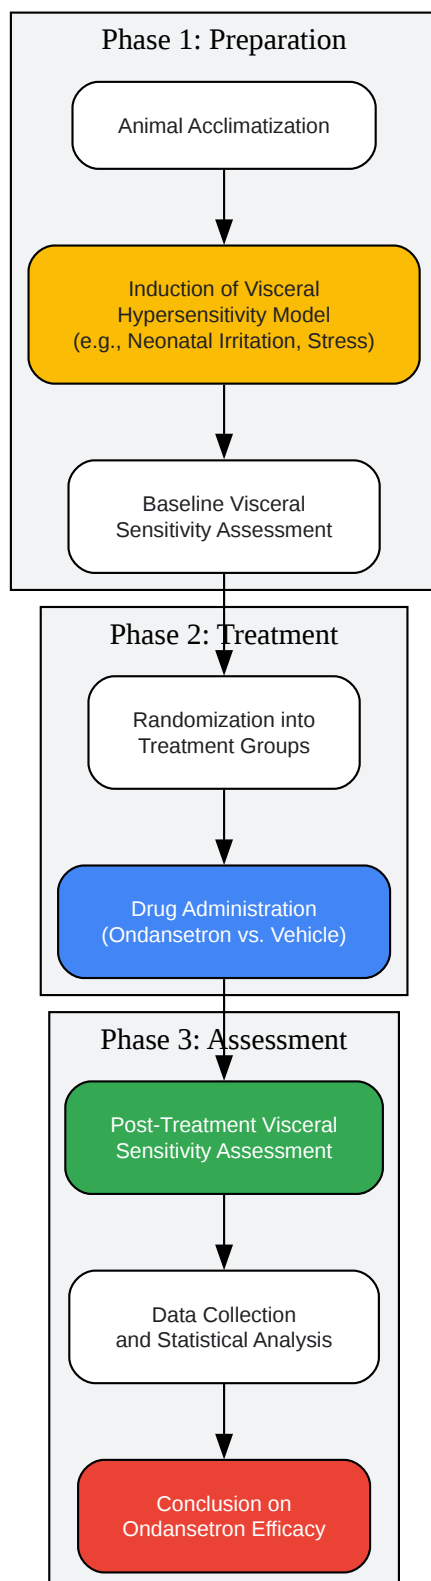 Phase 1: Preparation
Animal Acclimatization
Induction of Visceral
Hypersensitivity Model
(e.g., Neonatal Irritation, Stress)
Baseline Visceral
Sensitivity Assessment
Phase 2: Treatment
Randomization into
Treatment Groups
Drug Administration
(Ondansetron vs. Vehicle)
Phase 3: Assessment
Post-Treatment Visceral
Sensitivity Assessment
Data Collection
and Statistical Analysis
Conclusion on
Ondansetron Efficacy